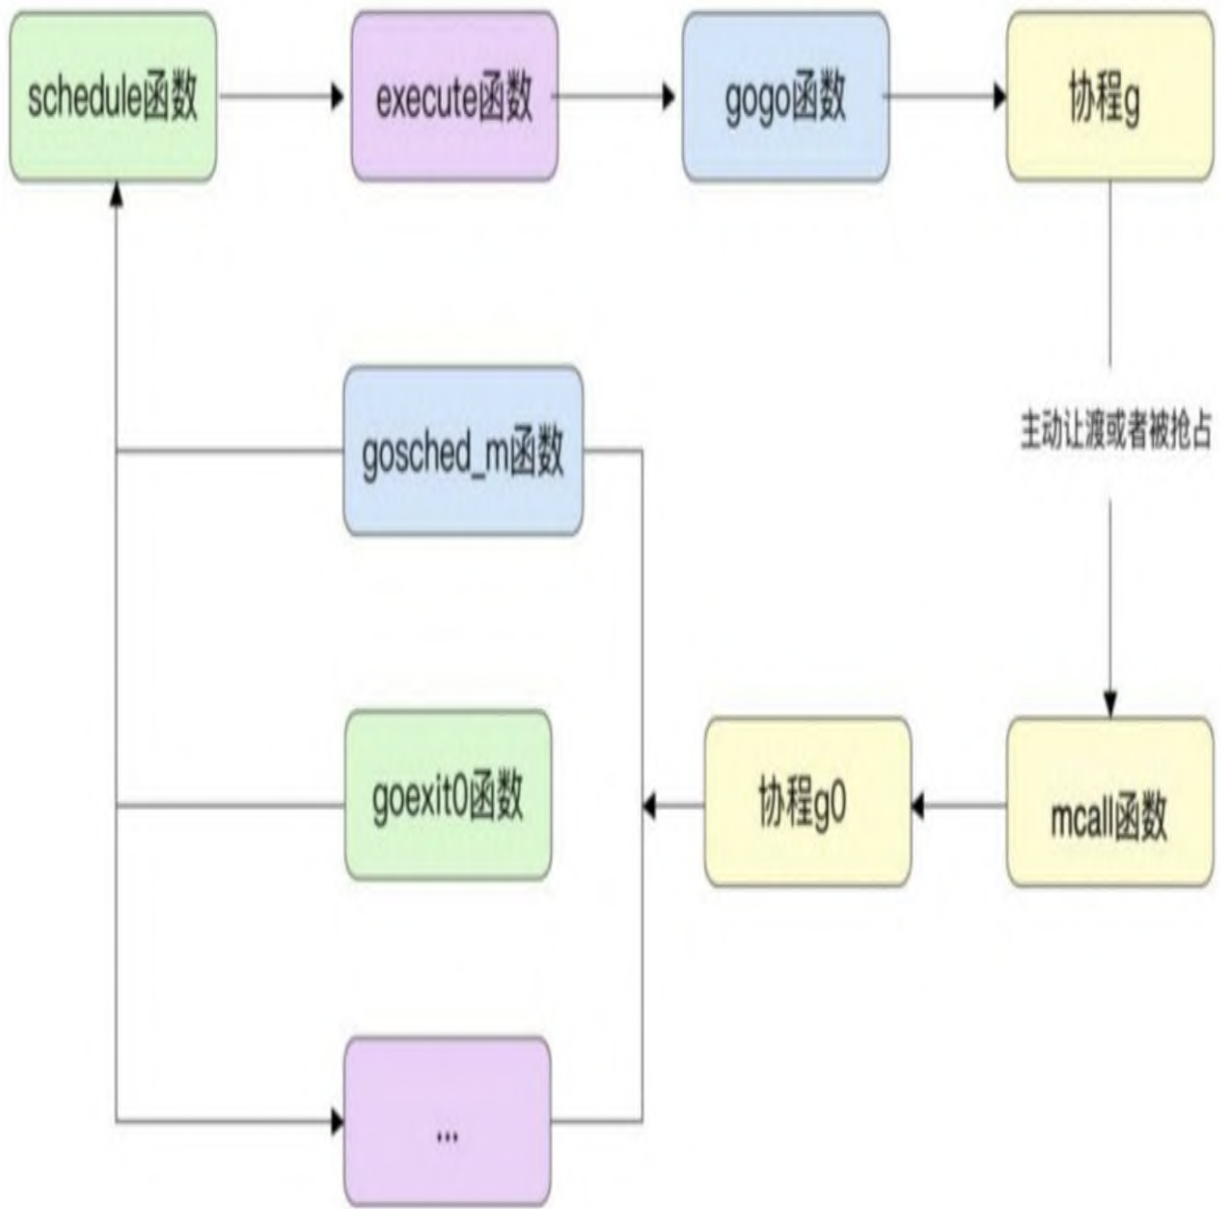 schedule函数
execute函数
gogo函数
协程g
主动让渡或者被抢占
gosched_m函数
goexit0函数
协程g0
mcall函数
...